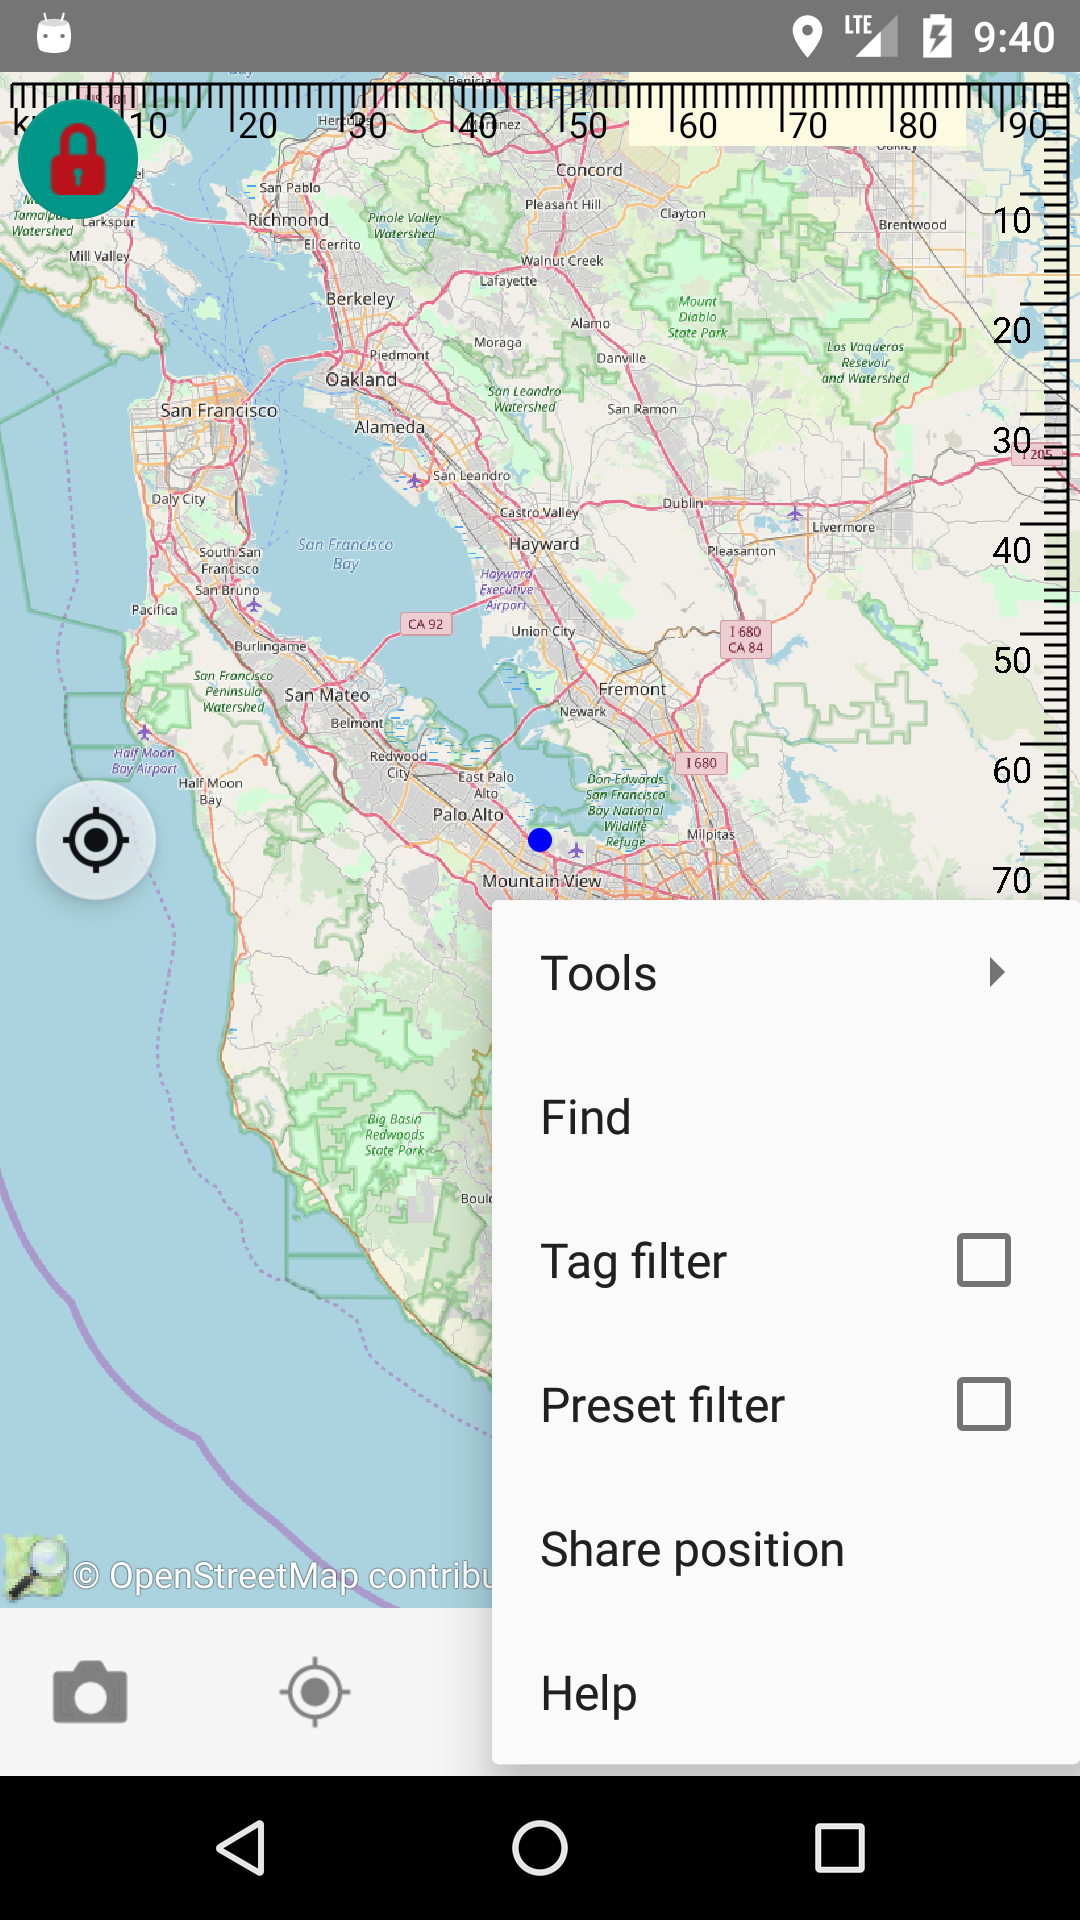 LTE 9:40
Benicia
10 20 30 40 50 60 70 80 90
Martinez
Concord
San Pablo
Richmond
Pinole Valley
Watershed
Pleasant Hill
Clayton
Brentwood
10
Tamalpais
Watershed
Larkspur
Mill Valley
El Cerrito
Walnut Creek
Lafayette
Berkeley
Mount
Diablo
State Park
20
Alamo
Moraga
Piedmont
Danville
Los Vaqueros
Resevoir
and Watershed
Oakland
San Leandro
Watershed
San Francisco
San Ramon
Alameda
30
I 205
San Leandro
Daly City
Castro Valley
Dublin
Livermore
San Francisco
Bay
Hayward
Pleasanton
40
South San
Francisco
San Bruno
Hayward
Executive
Airport
Pacifica
CA 92
Union City
I 680
CA 84
Burlingame
50
San Francisco
Peninsula
Watershed
San Mateo
Fremont
Belmont
Newark
Half Moon
Bay Airport
Redwood
City
I 680
60
Half Moon
Bay
East Palo
Alto
Don Edwards
San Francisco
Bay National
Wildlife
Refuge
Palo Alto
Milpitas
Mountain View
70
Tools
Find
Big Basin
Redwoods
State Park
Tag filter
Preset filter
Share position
© OpenStreetMap contribu
Help